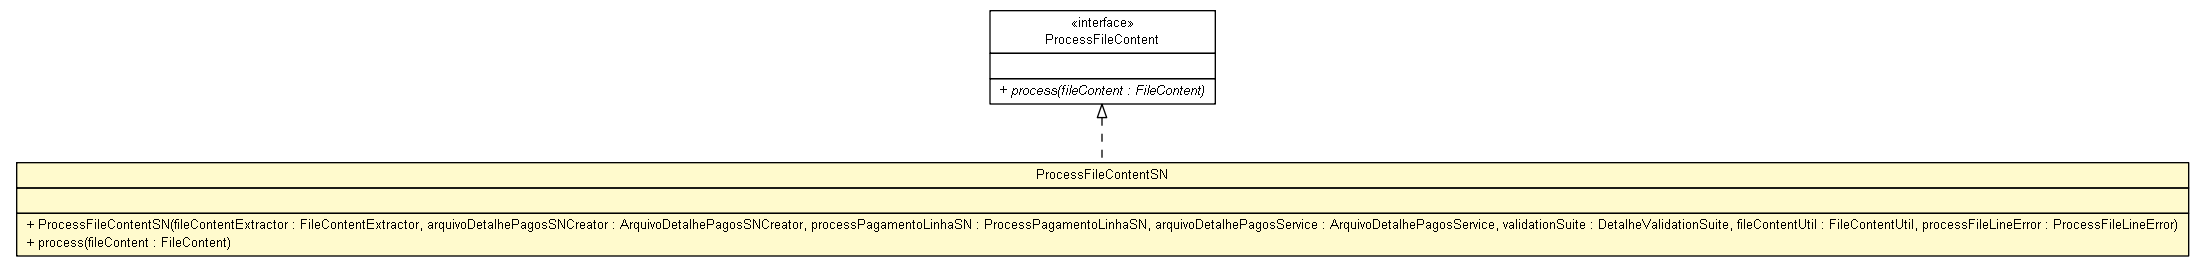 «interface»
ProcessFileContent
+ process(fileContent : FileContent)
ProcessFileContentSN
+ ProcessFileContentSN(fileContentExtractor : FileContentExtractor, arquivoDetalhePagosSNCreator : ArquivoDetalhePagosSNCreator, processPagamentoLinhaSN : ProcessPagamentoLinhaSN, arquivoDetalhePagosService : ArquivoDetalhePagosService, validationSuite : DetalheValidationSuite, fileContentUtil : FileContentUtil, processFileLineError : ProcessFileLineError)
+ process(fileContent : FileContent)